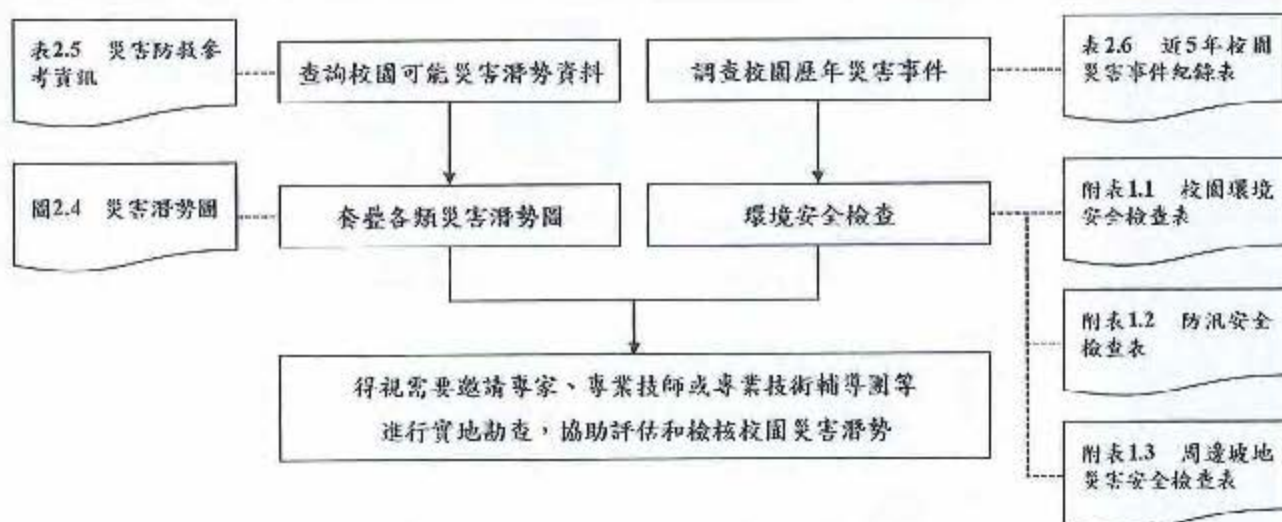 表2.5 災害防救參
考資訊
查詢校園可能災害潛勢資料
調查校園歷年災害事件
表2.6 近5年校園
災害事件紀錄表
圖2.4 災害潛勢圖
套疊各類災害潛勢圖
環境安全檢查
附表1.1 校園環境
安全檢查表
附表1.2 防汛安全
檢查表
得視需要邀請專家、專業技師或專業技術輔導團等
進行實地勘查，協助評估和檢核校園災害潛勢
附表1.3 周邊坡地
災害安全檢查表